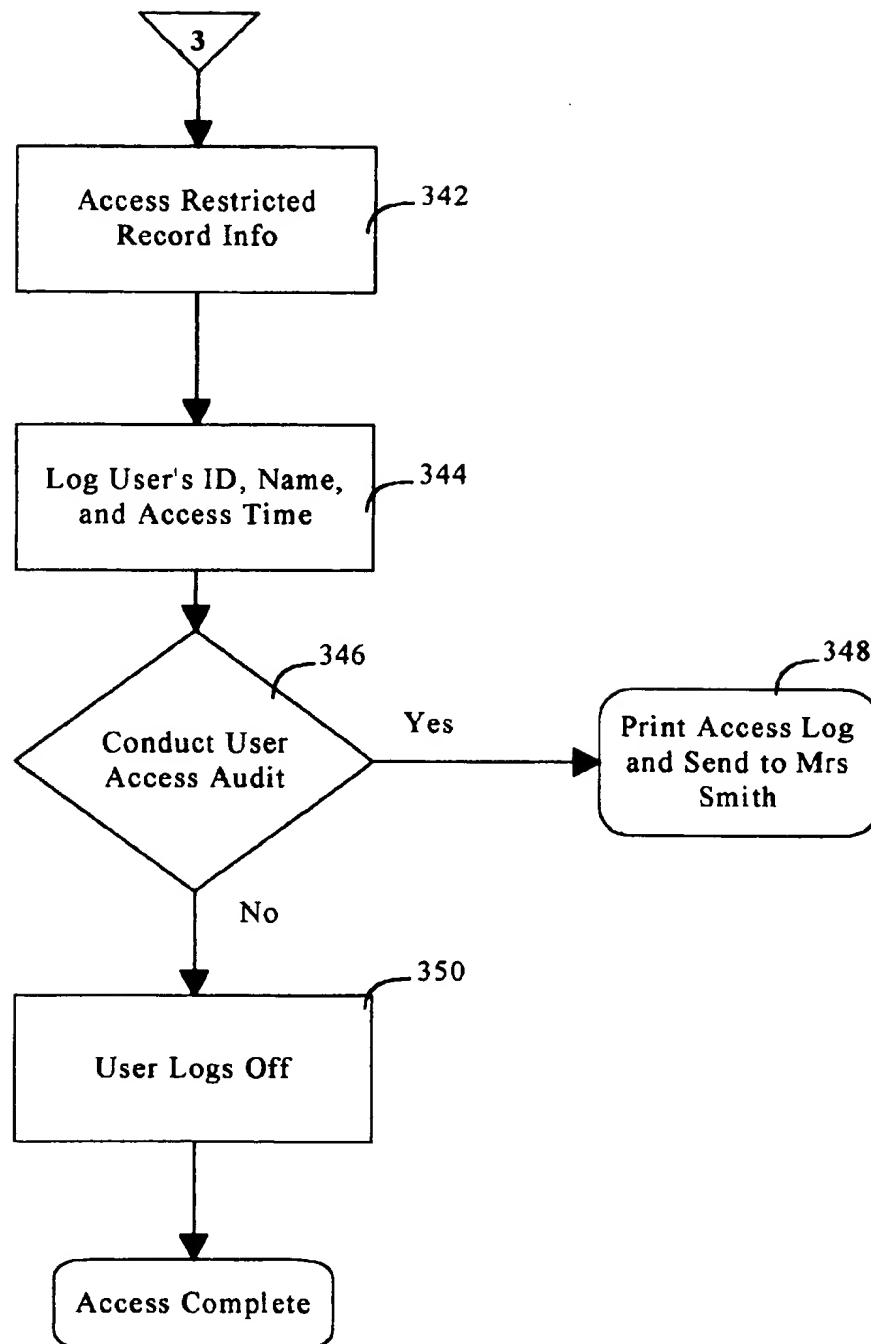 3
Access Restricted
Record Info
342
Log User's ID, Name,
and Access Time
344
346
Conduct User
Access Audit
Yes
348
Print Access Log
and Send to Mrs
Smith
No
350
User Logs Off
Access Complete